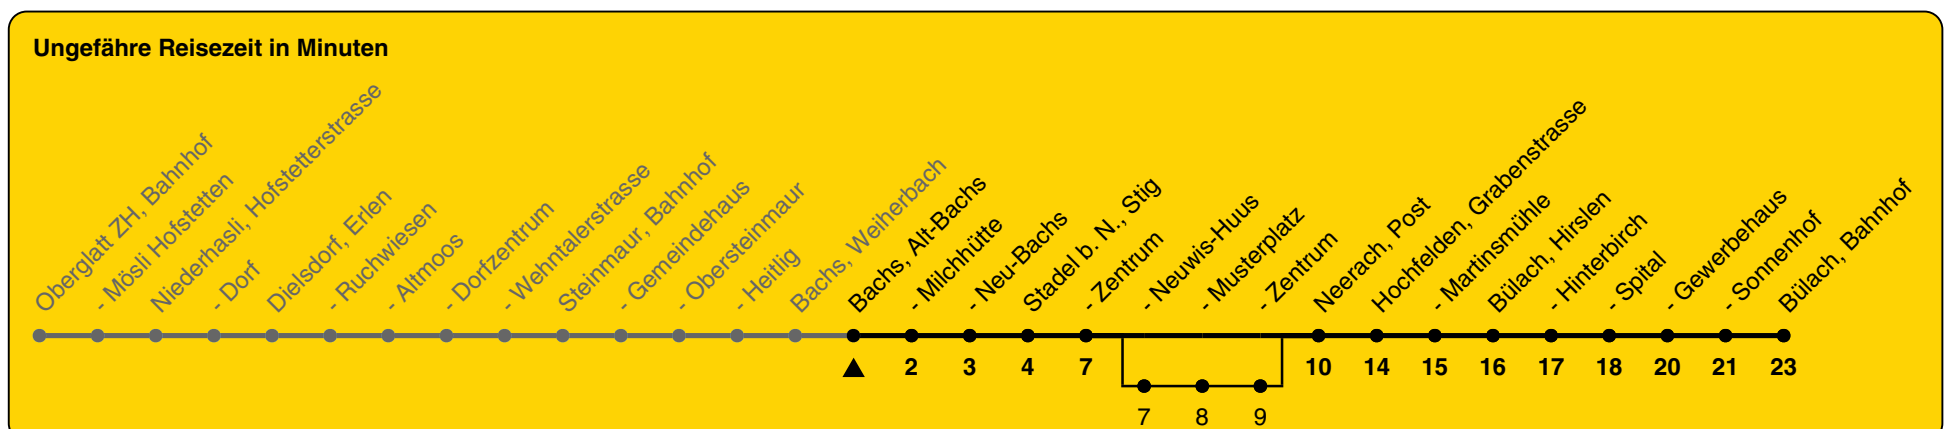 Ungefähre Reisezeit in Minuten
Oberglatt ZH, Bahnhof
- Mösli Hofstetten
Niederhasli, Hofstetterstrasse
- Dorf
Dielsdorf, Erlen
- Ruchwiesen
- Altmoos
- Dorfzentrum
- Wehntalerstrasse
Steinmaur, Bahnhof
- Gemeindehaus
- Obersteinmaur
- Heitlig
Bachs, Weiherbach
Bachs, Alt-Bachs
- Milchhütte
- Neu-Bachs
Stadel b. N., Stig
- Zentrum
- Neuwis-Huus
- Musterplatz
- Zentrum
Neerach, Post
Hochfelden, Grabenstrasse
- Martinsmühle
Bülach, Hirslen
- Hinterbirch
- Spital
- Gewerbehaus
- Sonnenhof
Bülach, Bahnhof
2 3 4 7 10 14 15 16 17 18 20 21 23
7 8 9